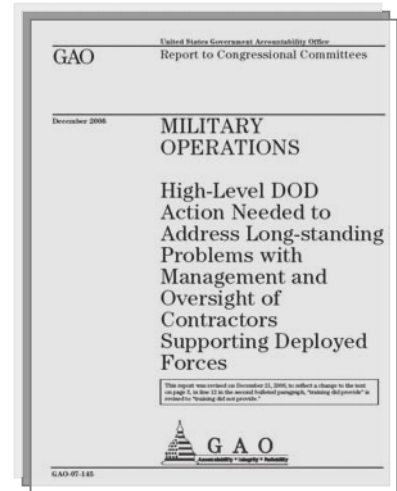 United States Government Accountability Office
GAO
Report to Congressional Committees
December 2006
MILITARY
OPERATIONS
High-Level DOD
Action Needed to
Address Long-standing
Problems with
Management and
Oversight of
Contractors
Supporting Deployed
Forces
This report was revised on December 21, 2006, to reflect a change to the text
on page 5, in line 12 in the second bulleted paragraph, "training did provide" is
revised to "training did not provide."
GAO
Accountability * Integrity * Reliability
GAO-07-145